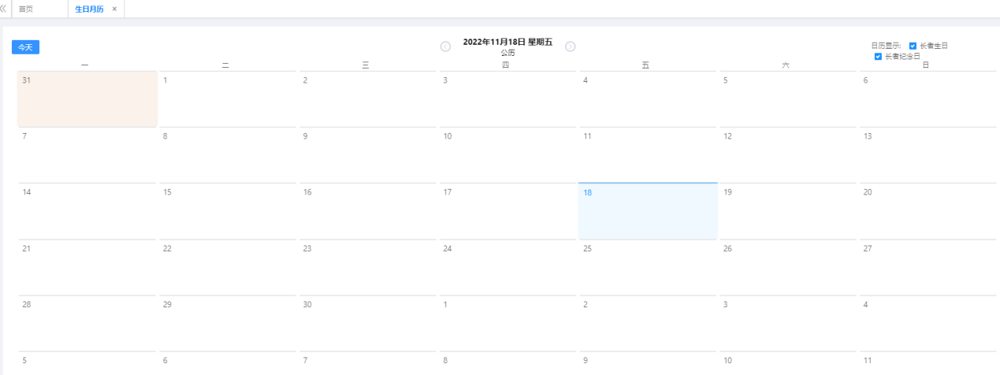 首页 生日月历 ×
今天 2022年11月18日 星期五 日历显示: 长者生日
公历 长者纪念日
一 二 三 四 五 六 日
31 1 2 3 4 5 6
7 8 9 10 11 12 13
14 15 16 17 18 19 20
21 22 23 24 25 26 27
28 29 30 1 2 3 4
5 6 7 8 9 10 11